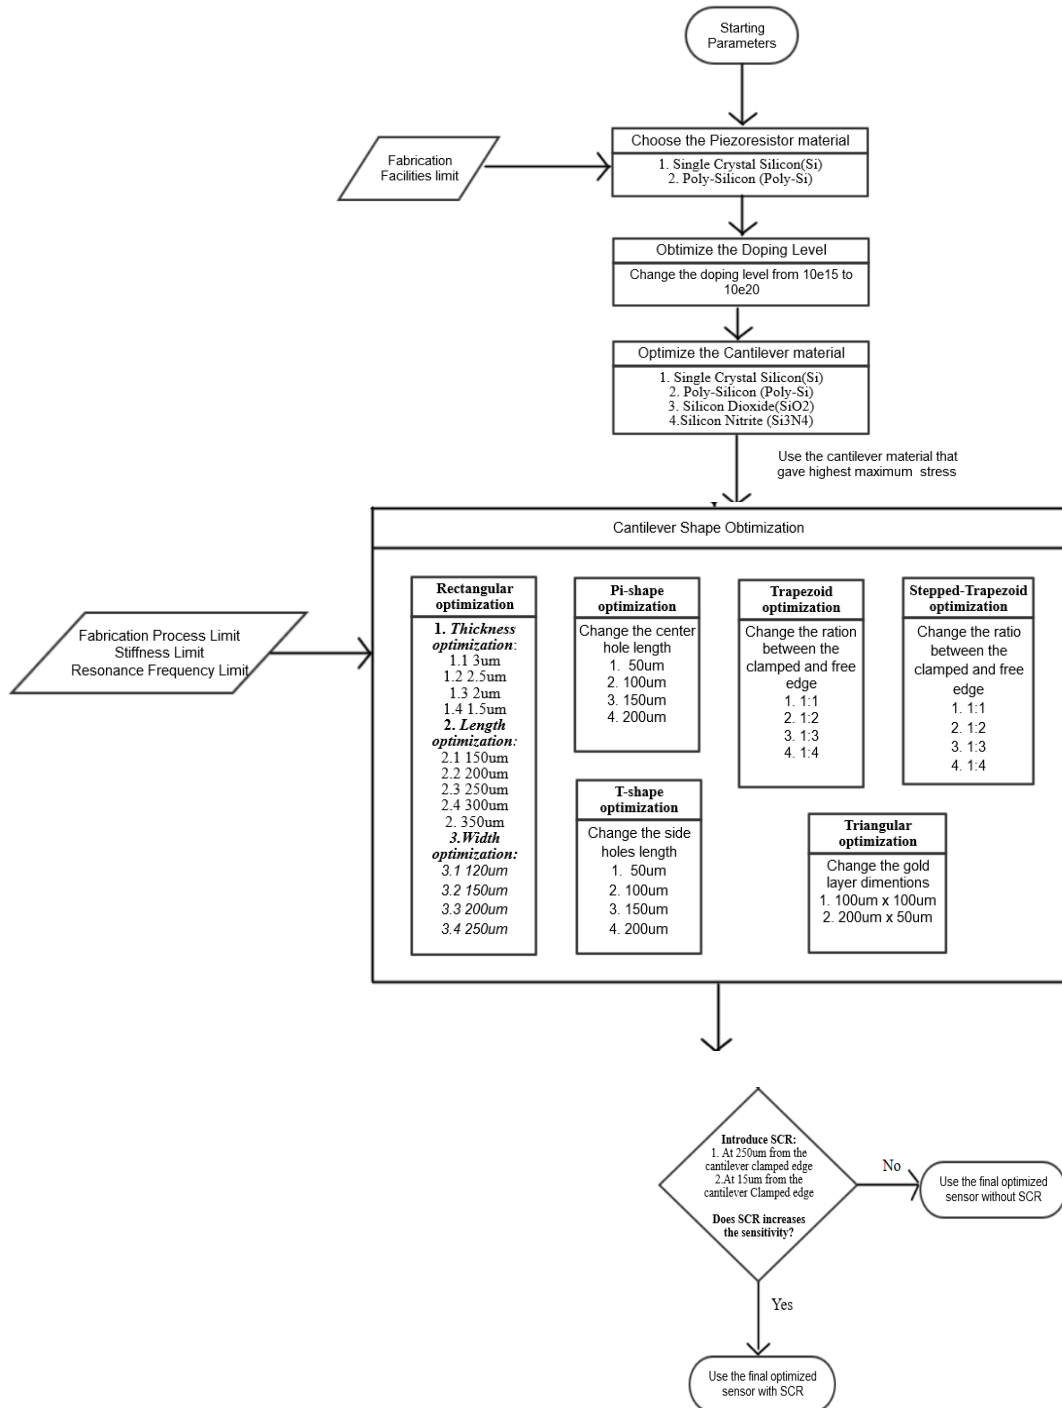 Starting
Parameters
Choose the Piezoresistor material
1. Single Crystal Silicon(Si)
2. Poly-Silicon (Poly-Si)
Fabrication
Facilities limit
Obtimize the Doping Level
Change the doping level from 10e15 to
10e20
Optimize the Cantilever material
1. Single Crystal Silicon(Si)
2. Poly-Silicon (Poly-Si)
3. Silicon Dioxide(SiO2)
4.Silicon Nitrite (Si3N4)
Use the cantilever material that
gave highest maximum stress
Cantilever Shape Obtimization
Fabrication Process Limit
Stiffness Limit
Resonance Frequency Limit
Rectangular
optimization
1. Thickness
optimization:
1.1 3um
1.2 2.5um
1.3 2um
1.4 1.5um
2. Length
optimization:
2.1 150um
2.2 200um
2.3 250um
2.4 300um
2. 350um
3.Width
optimization:
3.1 120um
3.2 150um
3.3 200um
3.4 250um
Pi-shape
optimization
Change the center
hole length
1. 50um
2. 100um
3. 150um
4. 200um
T-shape
optimization
Change the side
holes length
1. 50um
2. 100um
3. 150um
4. 200um
Trapezoid
optimization
Change the ration
between the
clamped and free
edge
1. 1:1
2. 1:2
3. 1:3
4. 1:4
Stepped-Trapezoid
optimization
Change the ratio
between the
clamped and free
edge
1. 1:1
2. 1:2
3. 1:3
4. 1:4
Triangular
optimization
Change the gold
layer dimentions
1. 100um x 100um
2. 200um x 50um
Introduce SCR:
1. At 250um from the
cantilever clamped edge
2.At 15um from the
cantilever Clamped edge
Does SCR increases
the sensitivity?
No
Use the final optimized
sensor without SCR
Yes
Use the final optimized
sensor with SCR